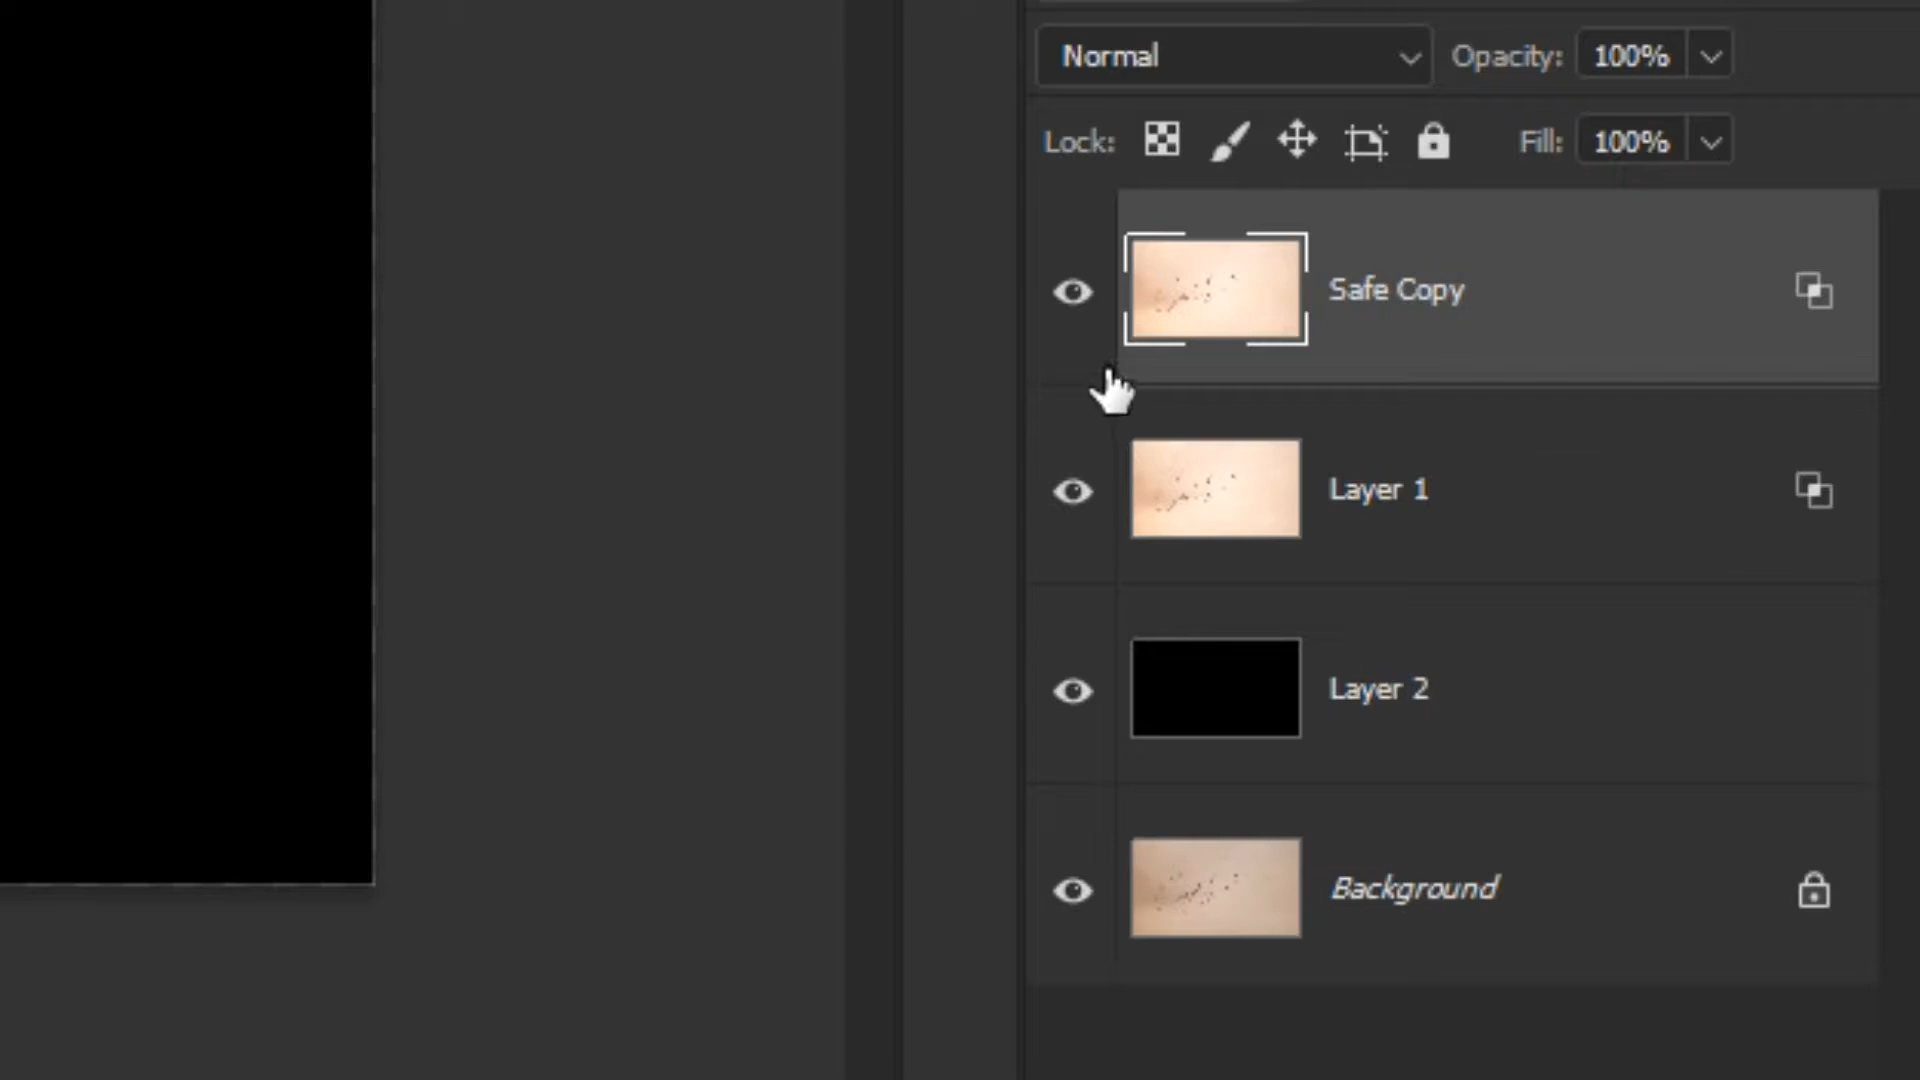 Normal Opacity: 100%
Lock: Fill: 100%
Safe Copy
Layer 1
Layer 2
Background